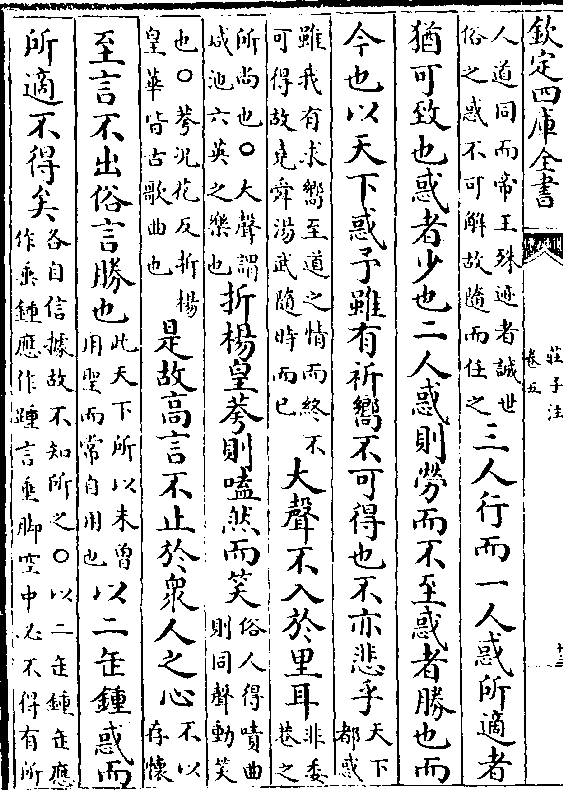 欽定四庫全書
莊子注
卷五
人道同而帝王殊迹者誠世
俗之惑不可解故隨而任之
三人行而一人惑所適者
猶可致也惑者少也二人惑則勞而不至惑者勝也而
今也以天下惑予雖有祈嚮不可得也不亦悲乎
天下
都惑
雖我有求嚮至道之情而終不
可得故堯舜湯武隨時而已
大聲不入於里耳
非委
巷之
所尚也○大聲謂
咸池六英之樂也
折楊皇荂則嗑然而笑
俗人得嘖曲
則同聲動笑
也○荂況花反折楊
皇華皆古歌曲也
是故高言不止於衆人之心
不以
存懷
至言不出俗言勝也
此天下所以未曾
用聖而常自用也
以二缶鍾惑而
所適不得矣
各自信據故不知所之○以二缶鍾缶應
作垂鍾應作踵言垂脚空中必不得有所